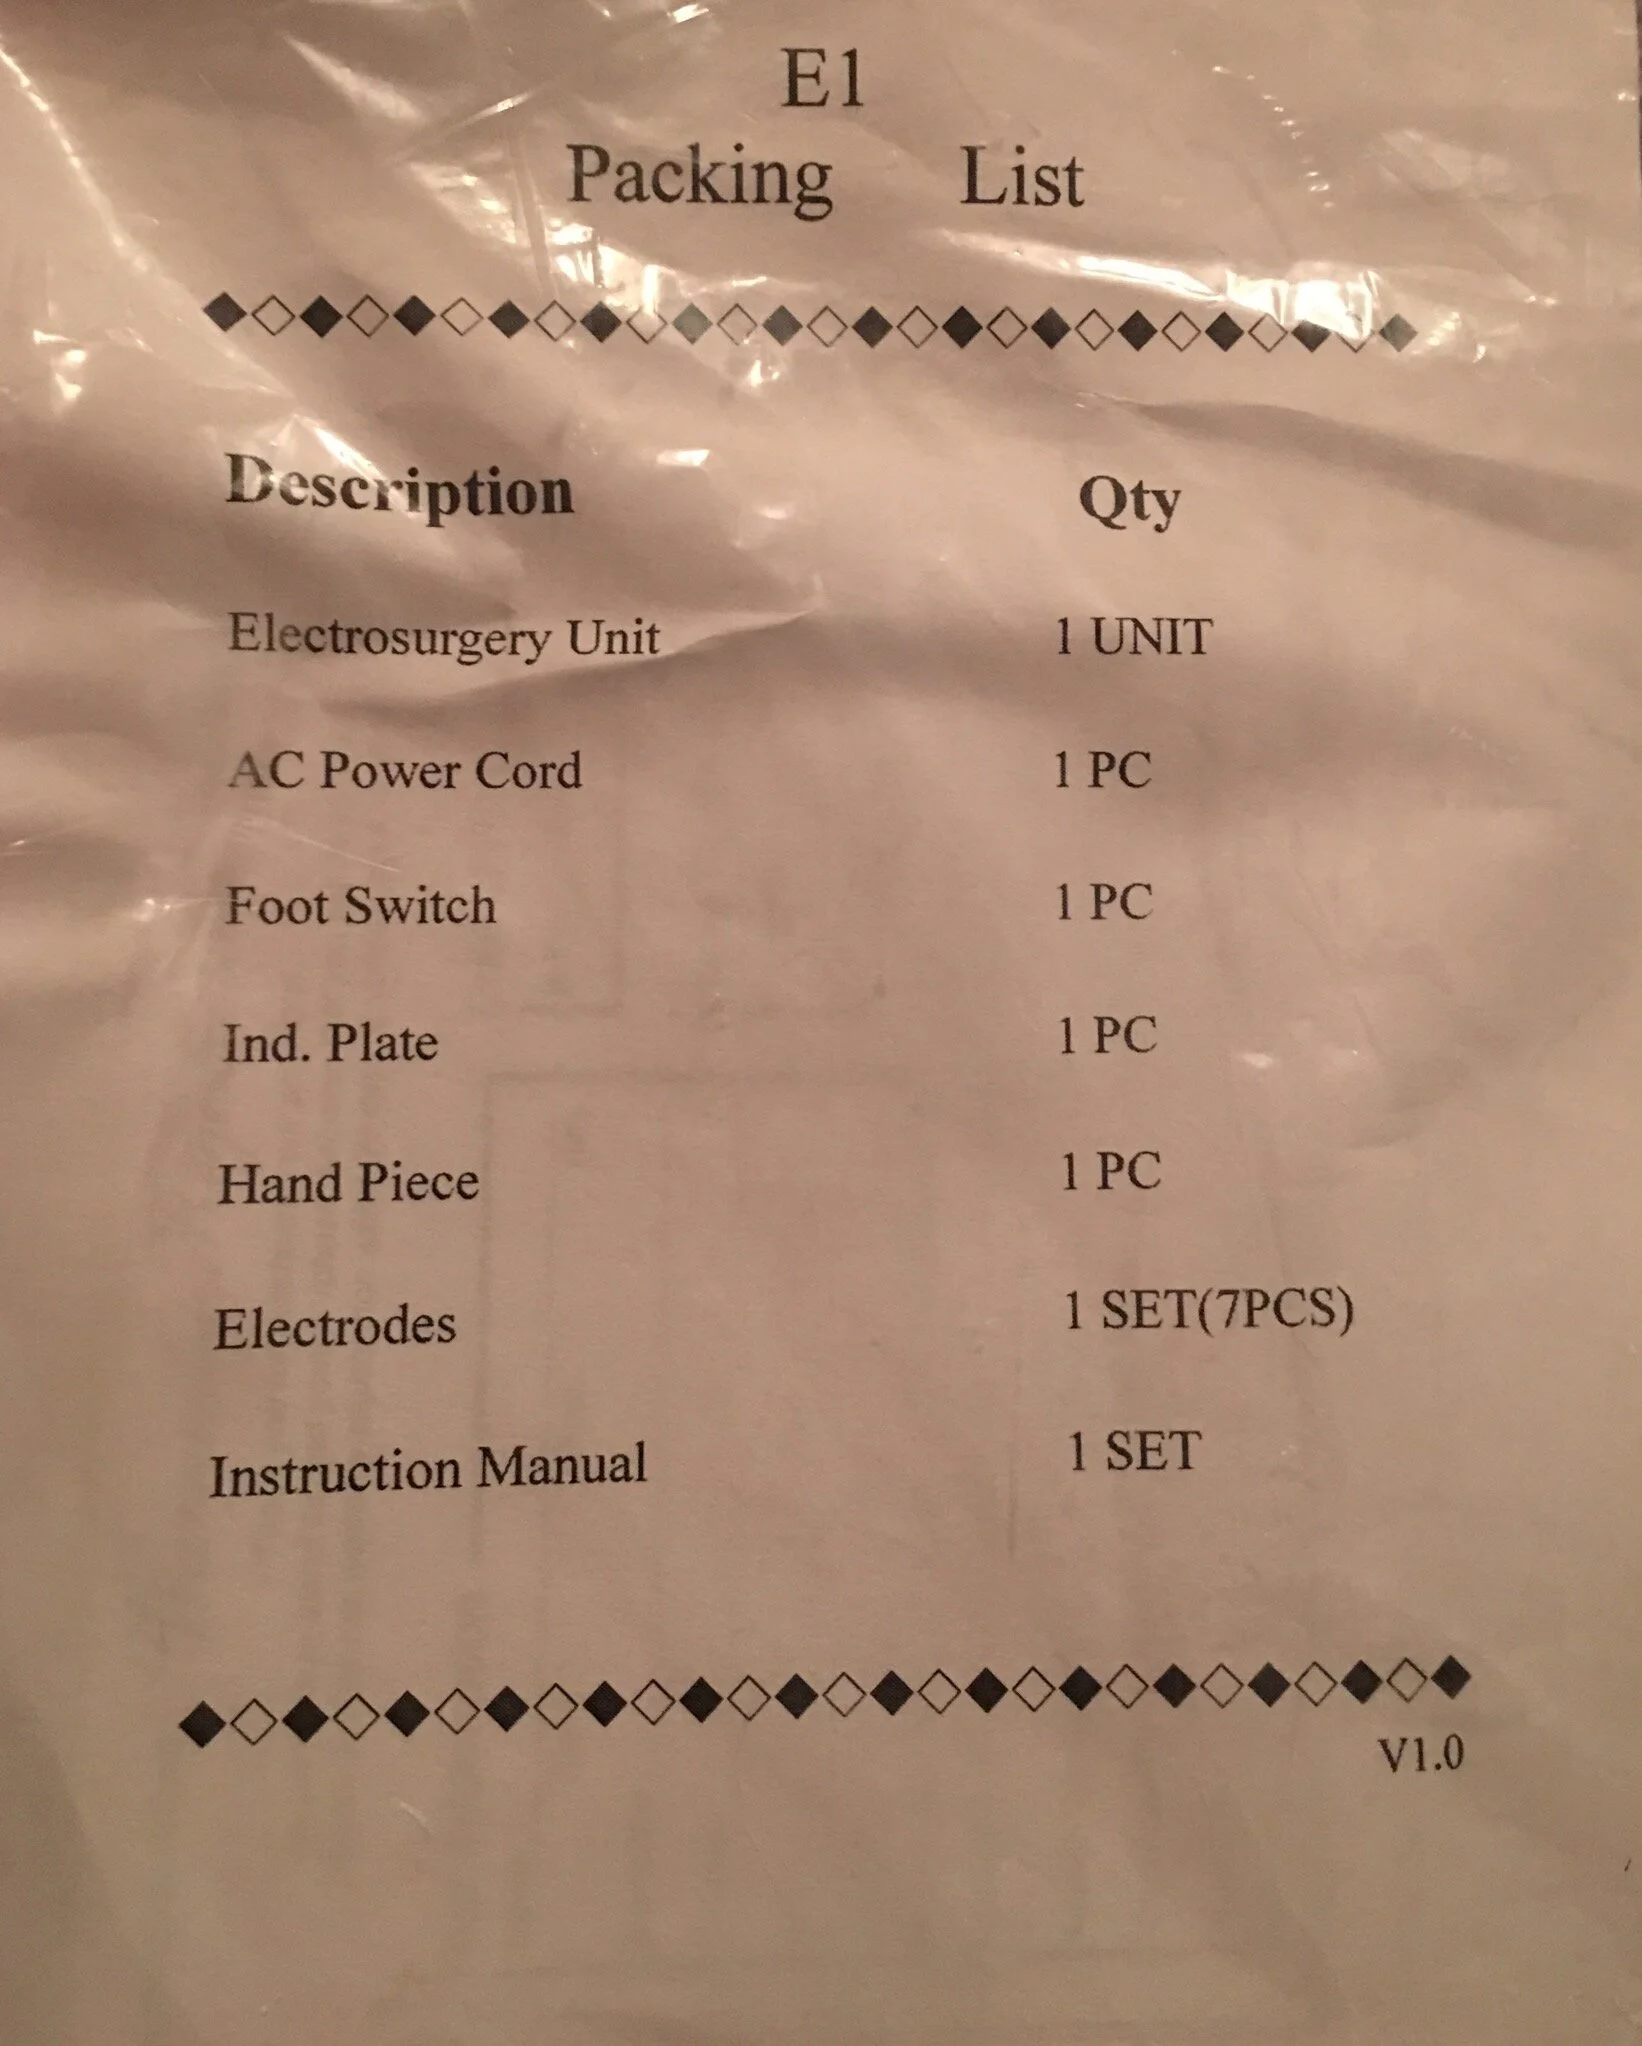 E1
Packing List
◆◇◆◇◆◇◆◇◆◇◆◇◆◇◆◇◆◇◆◇◆◇◆◇◆◇◆
Description Qty
Electrosurgery Unit 1 UNIT
AC Power Cord 1 PC
Foot Switch 1 PC
Ind. Plate 1 PC
Hand Piece 1 PC
Electrodes 1 SET(7PCS)
Instruction Manual 1 SET
◆◇◆◇◆◇◆◇◆◇◆◇◆◇◆◇◆◇◆◇◆◇◆◇◆◇◆
V1.0